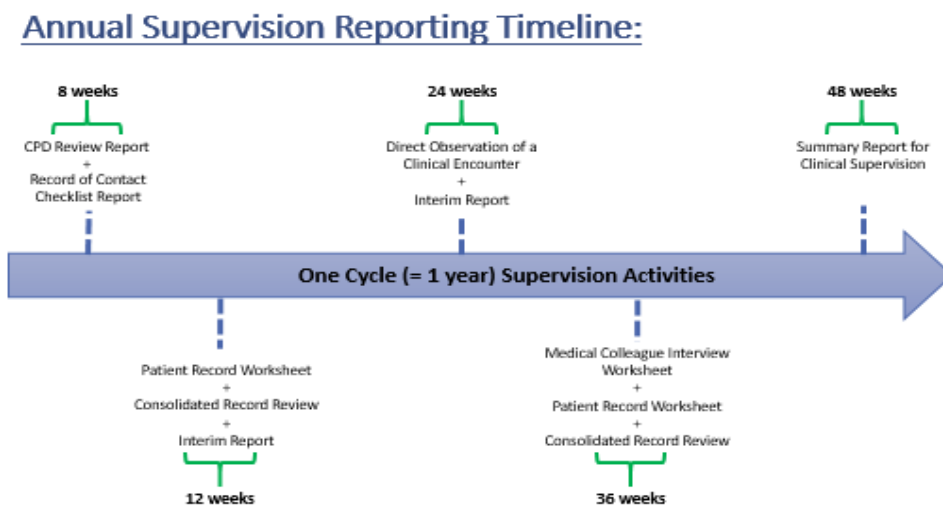 Annual Supervision Reporting Timeline:
8 weeks
CPD Review Report
+
Record of Contact
Checklist Report
24 weeks
Direct Observation of a
Clinical Encounter
+
Interim Report
48 weeks
Summary Report for
Clinical Supervision
One Cycle (= 1 year) Supervision Activities
Patient Record Worksheet
+
Consolidated Record Review
+
Interim Report
12 weeks
Medical Colleague Interview
Worksheet
+
Patient Record Worksheet
+
Consolidated Record Review
36 weeks